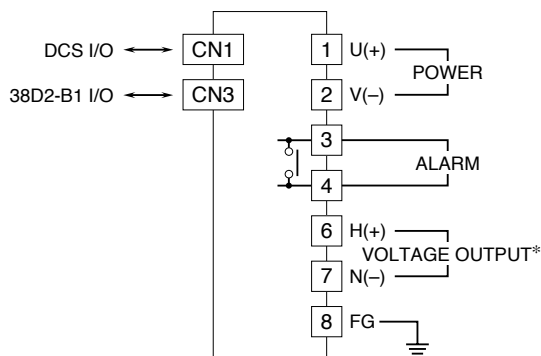 DCS I/O CN1 1 U(+)
POWER
38D2-B1 I/O CN3 2 V(–)
3
ALARM
4
6 H(+)
VOLTAGE OUTPUT*
7 N(–)
8 FG